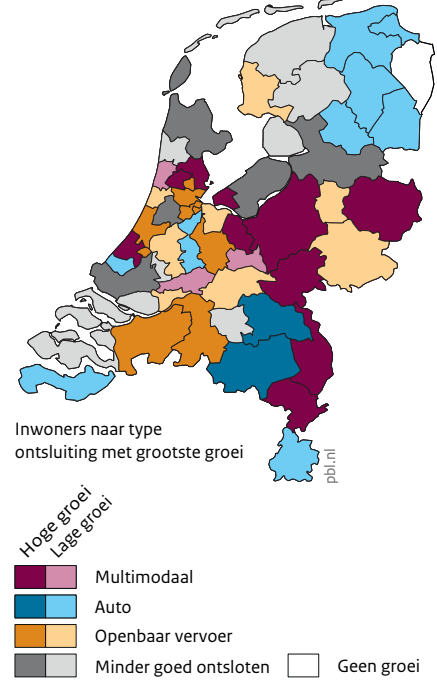 Inwoners naar type
ontsluiting met grootste groei
pbl.nl
Hoge groei
Lage groei
Multimodaal
Auto
Openbaar vervoer
Minder goed ontsloten
Geen groei